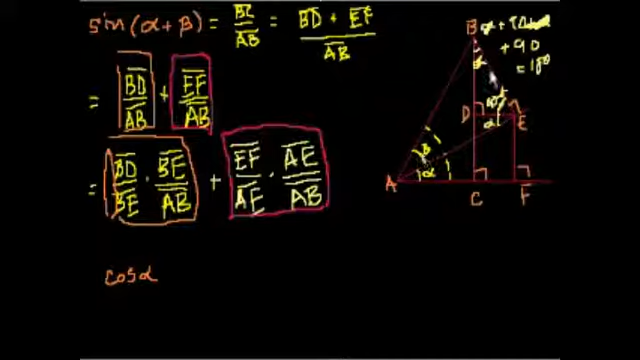 sin(α + β) = BC/AB = (BD + EF)/AB
= BD/AB + EF/AB
= BD/BE · BE/AB + EF/AE · AE/AB
cosα
B
+ 90
= 180
D
E
α
β
α
A
C
F